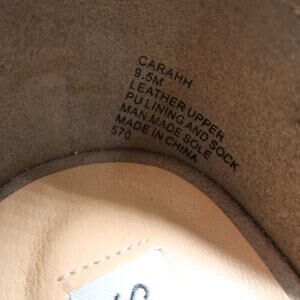 CARAHH
9.5M
LEATHER UPPER
PU LINING AND SOCK
MAN MADE SOLE
MADE IN CHINA
570